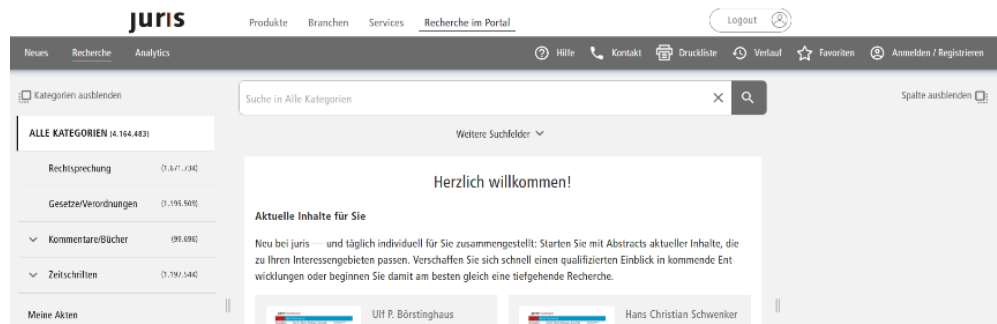 juris
Produkte Branchen Services Recherche im Portal Logout
Neues Recherche Analytics Hilfe Kontakt Druckliste Verlauf Favoriten Anmelden / Registrieren
Kategorien ausblenden
Suche in Alle Kategorien
Spalte ausblenden
Weitere Suchfelder
ALLE KATEGORIEN (4.164.483)
Rechtsprechung
Gesetze/Verordnungen (1.195.509)
Kommentare/Bücher (99.696)
Zeitschriften (1.197.544)
Meine Akten
Herzlich willkommen!
Aktuelle Inhalte für Sie
Neu bei juris — und täglich individuell für Sie zusammengestellt: Starten Sie mit Abstracts aktueller Inhalte, die
zu Ihren Interessengebieten passen. Verschaffen Sie sich schnell einen qualifizierten Einblick in kommende Ent
wicklungen oder beginnen Sie damit am besten gleich eine tiefgehende Recherche.
Ulf P. Börstinghaus
Hans Christian Schwenker